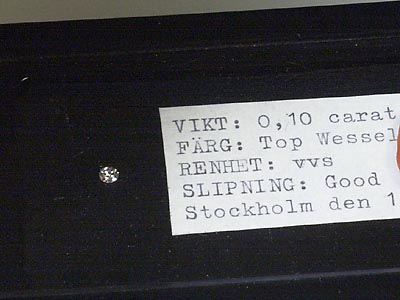 VIKT: 0,10 carat
FÄRG: Top Wessel
RENHET: vvs
SLIPNING: Good
Stockholm den 1